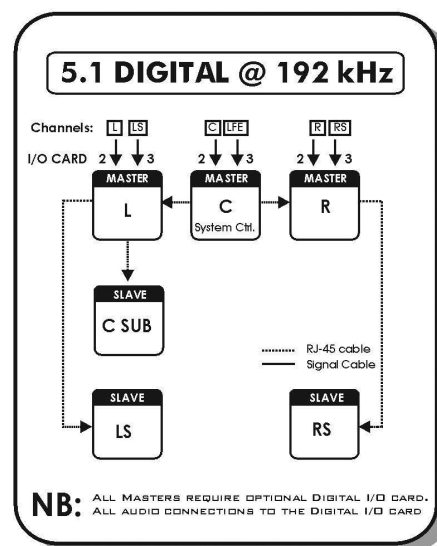 5.1 DIGITAL @ 192 kHz
Channels: L LS C LFE R RS
I/O CARD 2 3 2 3 2 3
MASTER MASTER MASTER
L C R
System Ctrl.
SLAVE
C SUB
RJ-45 cable
Signal Cable
SLAVE SLAVE
LS RS
NB: ALL MASTERS REQUIRE OPTIONAL DIGITAL I/O CARD.
ALL AUDIO CONNECTIONS TO THE DIGITAL I/O CARD